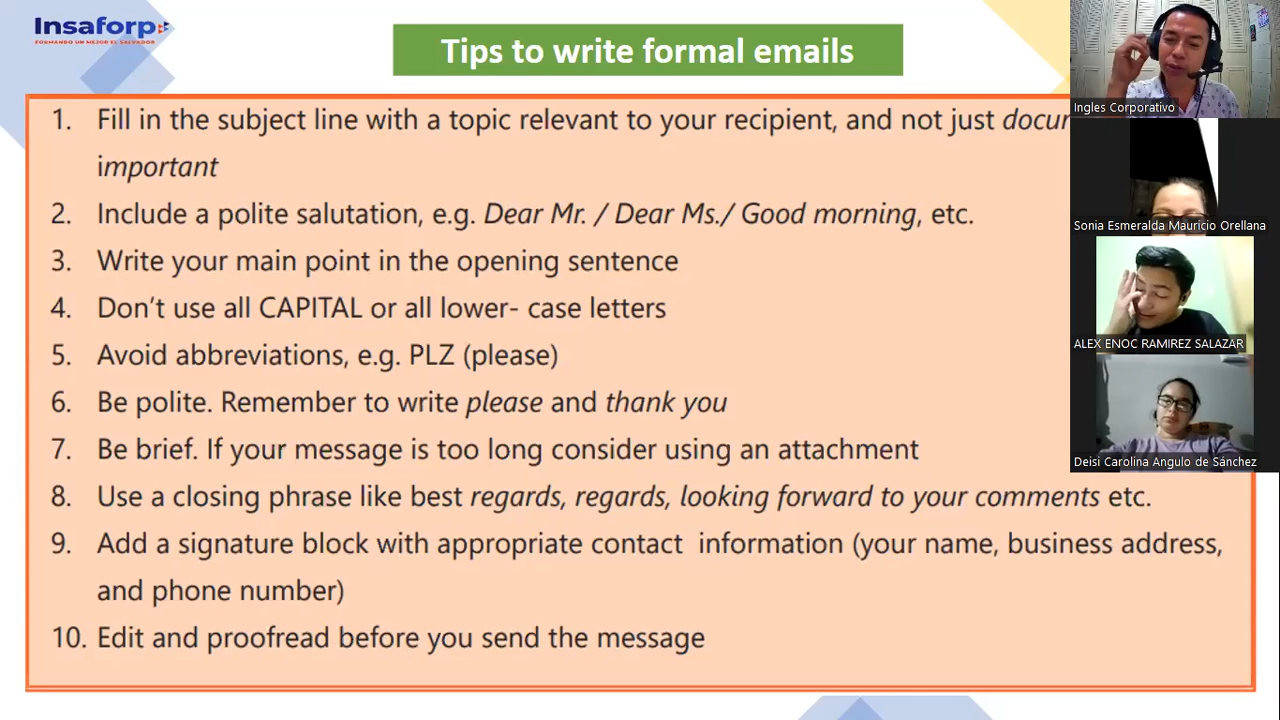 Insaforp
FORMANDO UN MEJOR EL SALVADOR
Tips to write formal emails
1. Fill in the subject line with a topic relevant to your recipient, and not just
important
2. Include a polite salutation, e.g. Dear Mr. / Dear Ms./ Good morning, etc.
3. Write your main point in the opening sentence
4. Don't use all CAPITAL or all lower- case letters
5. Avoid abbreviations, e.g. PLZ (please)
6. Be polite. Remember to write please and thank you
7. Be brief. If your message is too long consider using an attachment
8. Use a closing phrase like best regards, regards, looking forward to your comments etc.
9. Add a signature block with appropriate contact information (your name, business address,
and phone number)
10. Edit and proofread before you send the message
Ingles Corporativo
Sonia Esmeralda Mauricio Orellana
ALEX ENOC RAMIREZ SALAZAR
Deisi Carolina Angulo de Sánchez